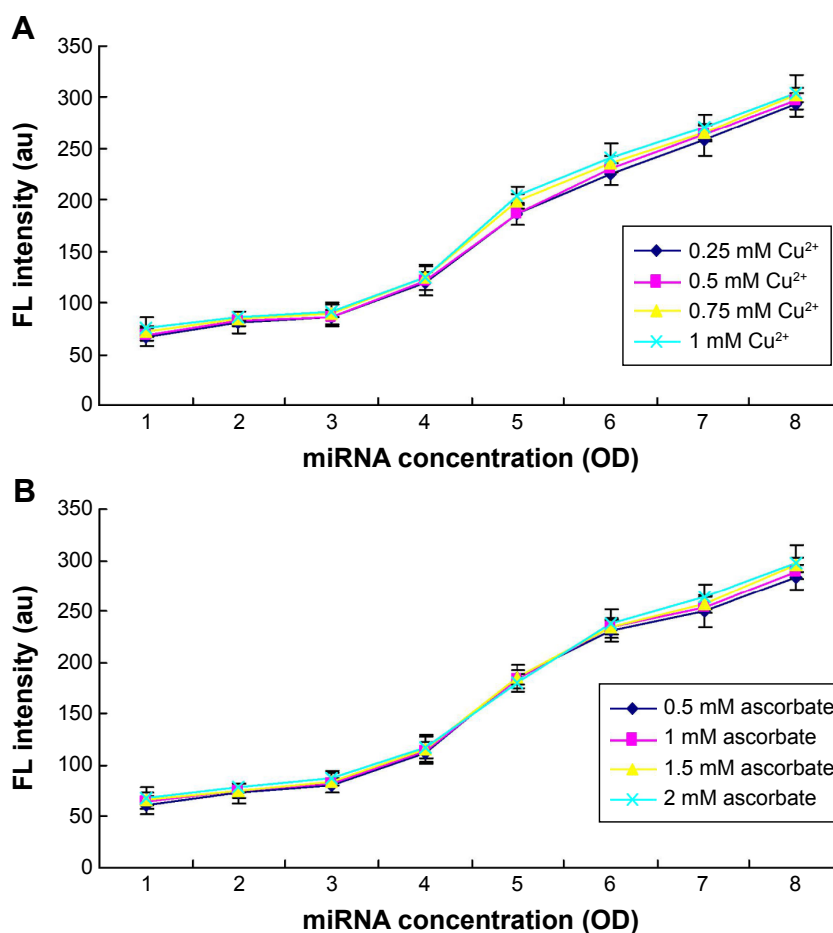 A
FL intensity (au)
350
300
250
200
150
100
50
0
0.25 mM Cu²⁺
0.5 mM Cu²⁺
0.75 mM Cu²⁺
1 mM Cu²⁺
1 2 3 4 5 6 7 8
miRNA concentration (OD)
B
FL intensity (au)
350
300
250
200
150
100
50
0
0.5 mM ascorbate
1 mM ascorbate
1.5 mM ascorbate
2 mM ascorbate
1 2 3 4 5 6 7 8
miRNA concentration (OD)